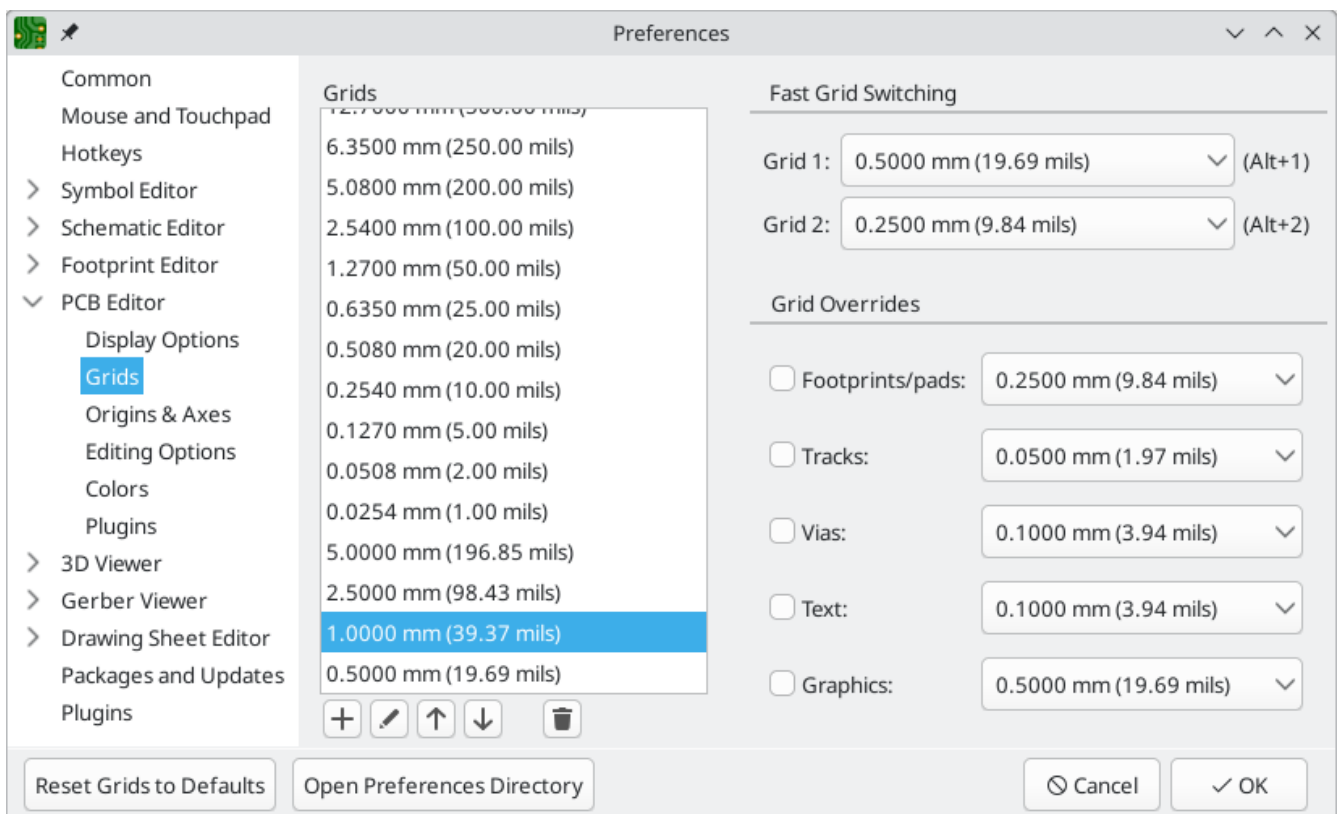 Preferences
Common
Mouse and Touchpad
Hotkeys
Symbol Editor
Schematic Editor
Footprint Editor
PCB Editor
Display Options
Grids
Origins & Axes
Editing Options
Colors
Plugins
3D Viewer
Gerber Viewer
Drawing Sheet Editor
Packages and Updates
Plugins
Grids
12.7000 mm (500.00 mils)
6.3500 mm (250.00 mils)
5.0800 mm (200.00 mils)
2.5400 mm (100.00 mils)
1.2700 mm (50.00 mils)
0.6350 mm (25.00 mils)
0.5080 mm (20.00 mils)
0.2540 mm (10.00 mils)
0.1270 mm (5.00 mils)
0.0508 mm (2.00 mils)
0.0254 mm (1.00 mils)
5.0000 mm (196.85 mils)
2.5000 mm (98.43 mils)
1.0000 mm (39.37 mils)
0.5000 mm (19.69 mils)
Fast Grid Switching
Grid 1: 0.5000 mm (19.69 mils) (Alt+1)
Grid 2: 0.2500 mm (9.84 mils) (Alt+2)
Grid Overrides
Footprints/pads: 0.2500 mm (9.84 mils)
Tracks: 0.0500 mm (1.97 mils)
Vias: 0.1000 mm (3.94 mils)
Text: 0.1000 mm (3.94 mils)
Graphics: 0.5000 mm (19.69 mils)
Reset Grids to Defaults
Open Preferences Directory
Cancel
OK